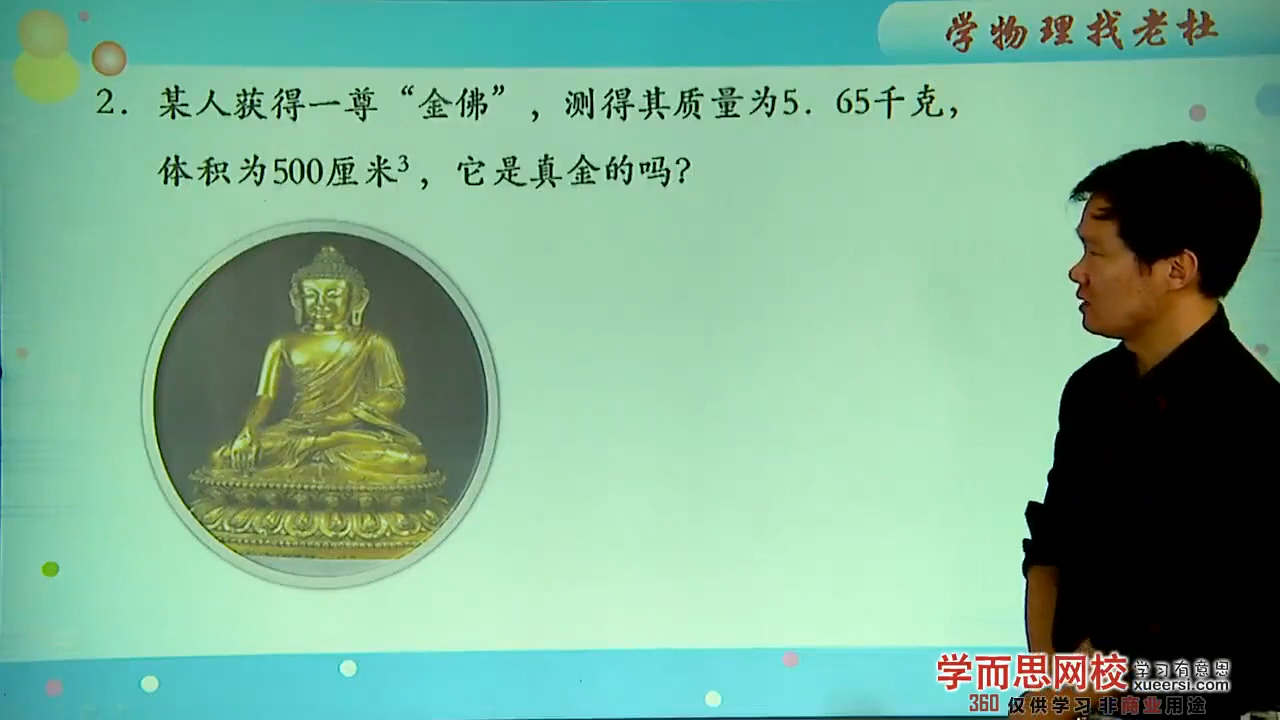 学物理找老杜
2. 某人获得一尊“金佛”，测得其质量为5. 65千克，
体积为500厘米³，它是真金的吗？
学而思网校 学习有意思
xueersi.com
360 仅供学习 非商业用途